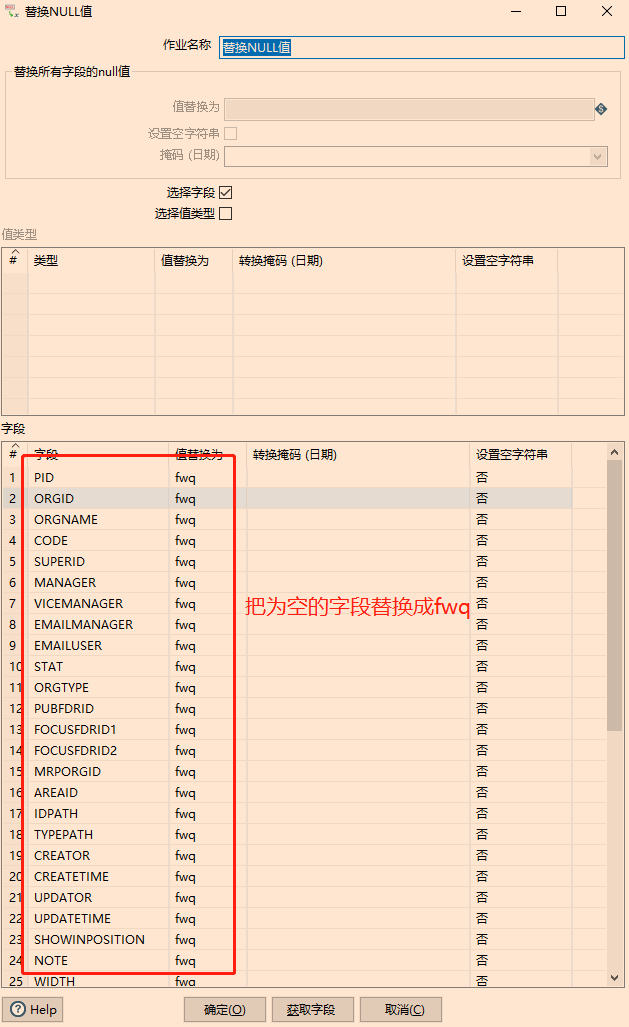 替换NULL值
作业名称 替换NULL值
替换所有字段的null值
值替换为
设置空字符串
掩码 (日期)
选择字段
选择值类型
值类型
# 类型 值替换为 转换掩码 (日期) 设置空字符串
字段
# 字段 值替换为 转换掩码 (日期) 设置空字符串
1 PID fwq 否
2 ORGID fwq 否
3 ORGNAME fwq 否
4 CODE fwq 否
5 SUPERID fwq 否
6 MANAGER fwq 否
7 VICEMANAGER fwq 否
把为空的字段替换成fwq
8 EMAILMANAGER fwq 否
9 EMAILUSER fwq 否
10 STAT fwq 否
11 ORGTYPE fwq 否
12 PUBFDRID fwq 否
13 FOCUSFDRID1 fwq 否
14 FOCUSFDRID2 fwq 否
15 MRPORGID fwq 否
16 AREAID fwq 否
17 IDPATH fwq 否
18 TYPEPATH fwq 否
19 CREATOR fwq 否
20 CREATETIME fwq 否
21 UPDATOR fwq 否
22 UPDATETIME fwq 否
23 SHOWINPOSITION fwq 否
24 NOTE fwq 否
25 WIDTH fwq 否
Help 确定(O) 获取字段 取消(C)